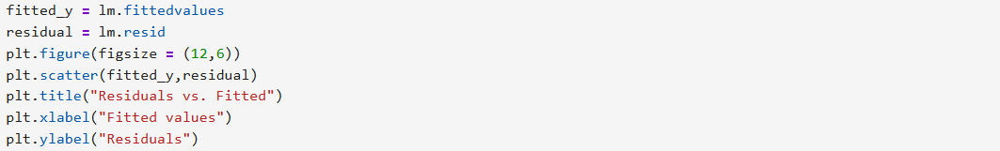 fitted_y = lm.fittedvalues
residual = lm.resid
plt.figure(figsize = (12,6))
plt.scatter(fitted_y,residual)
plt.title("Residuals vs. Fitted")
plt.xlabel("Fitted values")
plt.ylabel("Residuals")